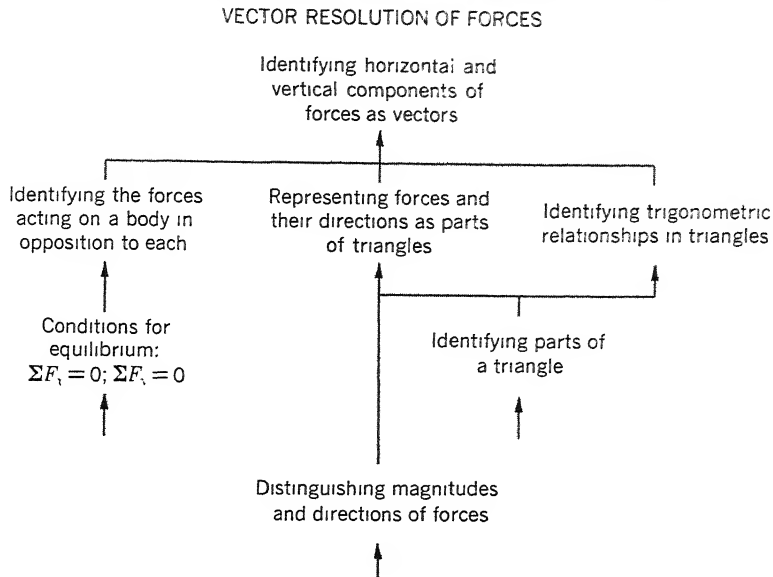 VECTOR RESOLUTION OF FORCES
Identifying horizontal and
vertical components of
forces as vectors
Identifying the forces
acting on a body in
opposition to each
Representing forces and
their directions as parts
of triangles
Identifying trigonometric
relationships in triangles
Conditions for
equilibrium:
Identifying parts of
a triangle
Distinguishing magnitudes
and directions of forces